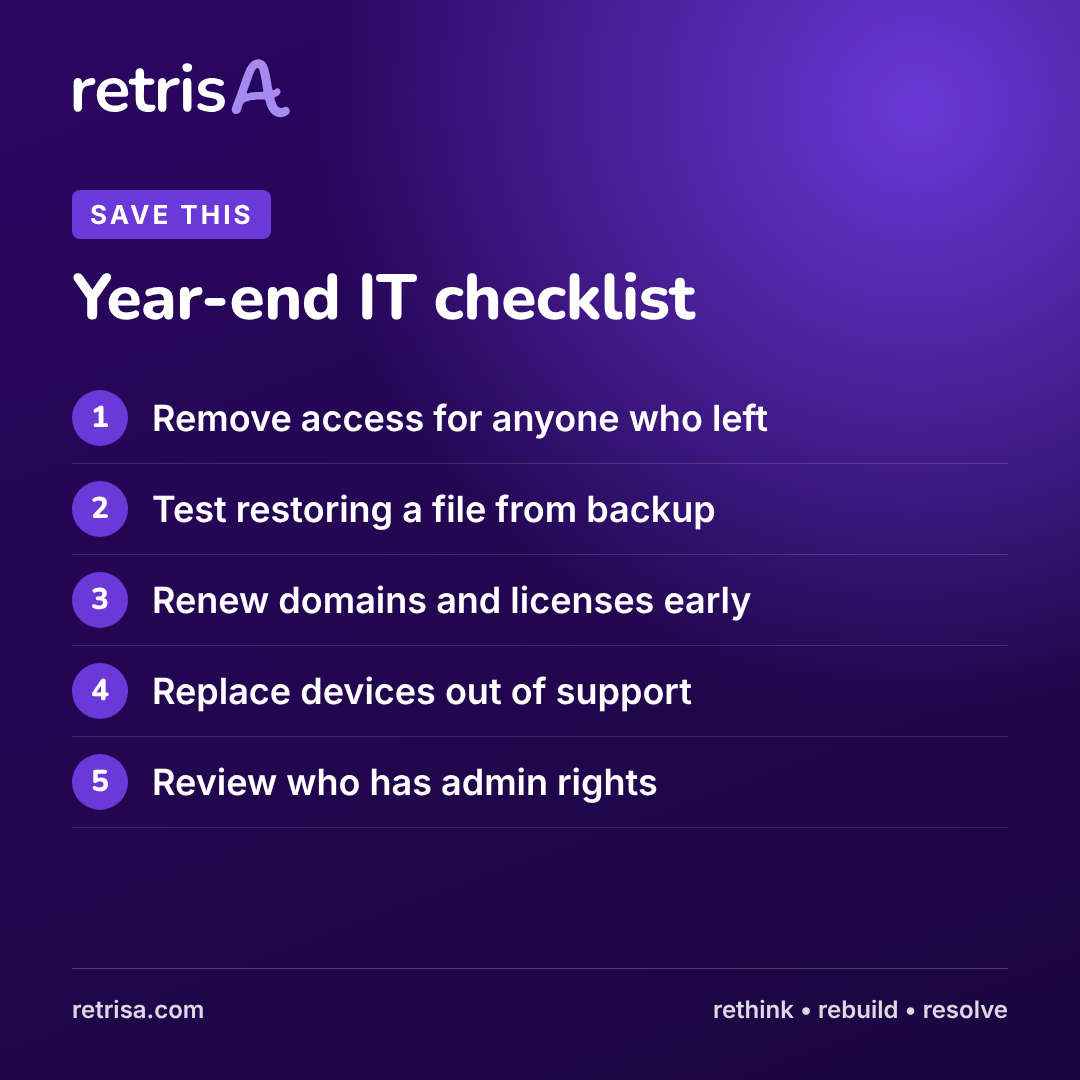 retrisA
SAVE THIS
Year-end IT checklist
1 Remove access for anyone who left
2 Test restoring a file from backup
3 Renew domains and licenses early
4 Replace devices out of support
5 Review who has admin rights
retrisa.com
rethink • rebuild • resolve